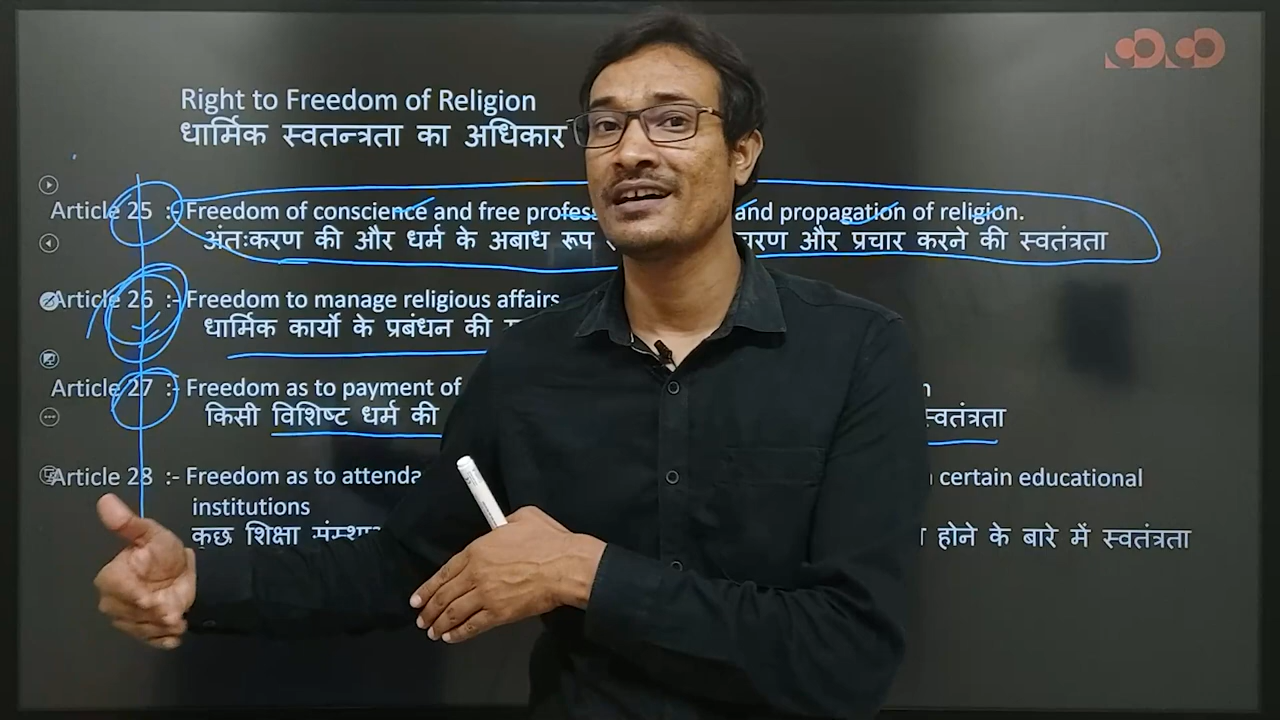 Right to Freedom of Religion
धार्मिक स्वतन्त्रता का अधिकार
Article 25 :- Freedom of conscience and free and propagation of religion.
अंतःकरण की और धर्म के अबाध रूप और प्रचार करने की स्वतंत्रता
Article 26 :- Freedom to manage religious affairs
धार्मिक कार्यो के प्रबंधन की
Article 27 :- Freedom as to payment of
किसी विशिष्ट धर्म की स्वतंत्रता
Article 28 :- Freedom as to certain educational
institutions
कुछ शिक्षा होने के बारे में स्वतंत्रता